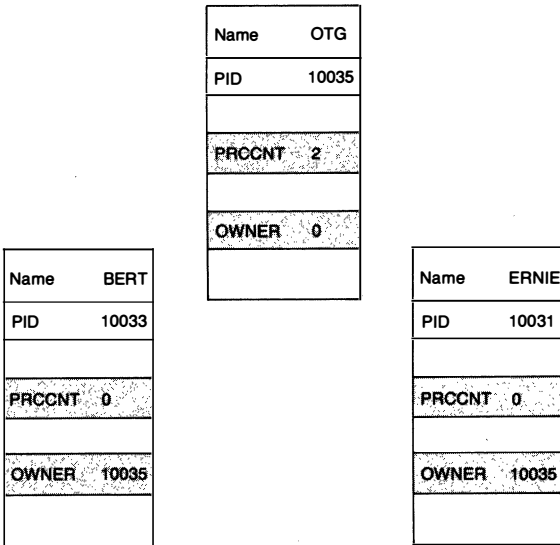 Name OTG
PID 10035
PRCCNT 2
OWNER 0
Name BERT
PID 10033
PRCCNT 0
OWNER 10035
Name ERNIE
PID 10031
PRCCNT 0
OWNER 10035